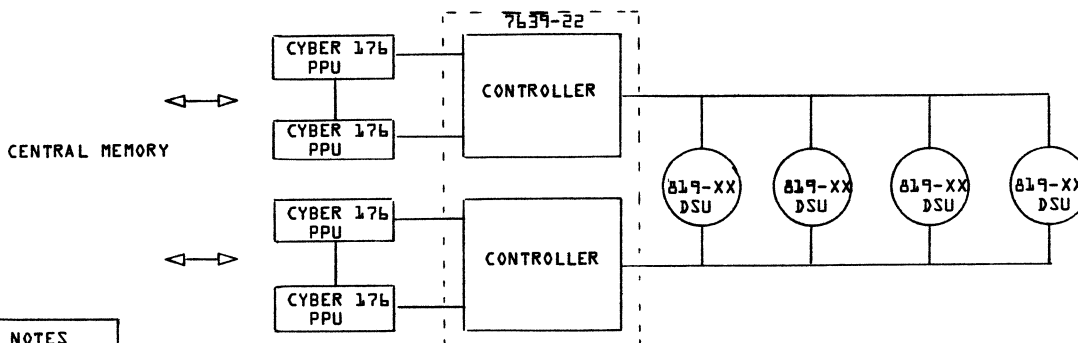 7639-22
CYBER 176
PPU
CONTROLLER
CYBER 176
PPU
CENTRAL MEMORY
819-XX
DSU
819-XX
DSU
819-XX
DSU
819-XX
DSU
CYBER 176
PPU
CONTROLLER
CYBER 176
PPU
NOTES